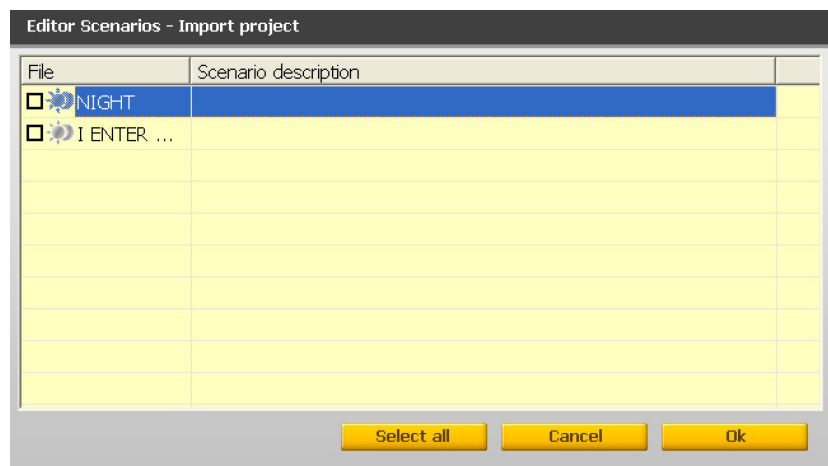 Editor Scenarios - Import project
File Scenario description
NIGHT
I ENTER ...
Select all Cancel Ok